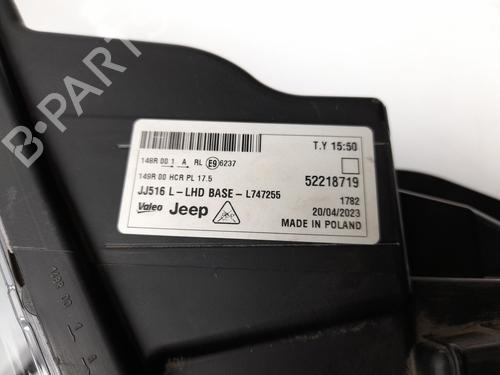 T.Y 15:50
148R 00 1 A RL E9 6237
149R 00 HCR PL 17.5
52218719
JJ516 L-LHD BASE-L747255
1782
Valeo Jeep
20/04/2023
MADE IN POLAND
B-PARTS